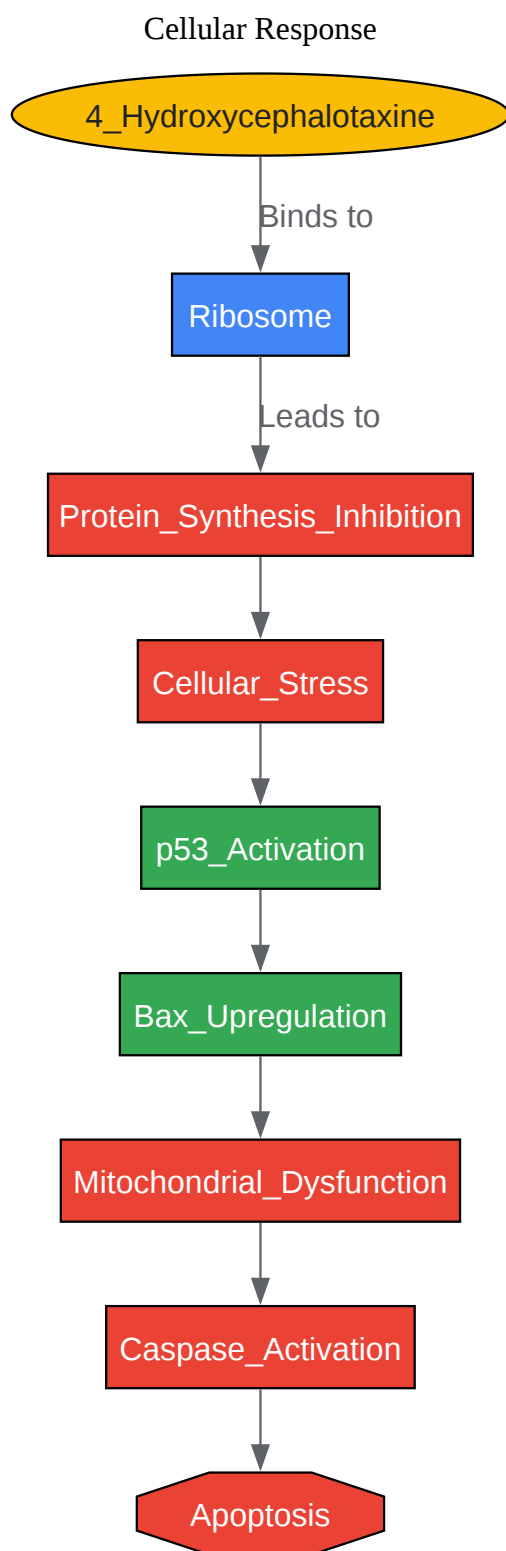 Cellular Response
4_Hydroxycephalotaxine
Binds to
Ribosome
Leads to
Protein_Synthesis_Inhibition
Cellular_Stress
p53_Activation
Bax_Upregulation
Mitochondrial_Dysfunction
Caspase_Activation
Apoptosis